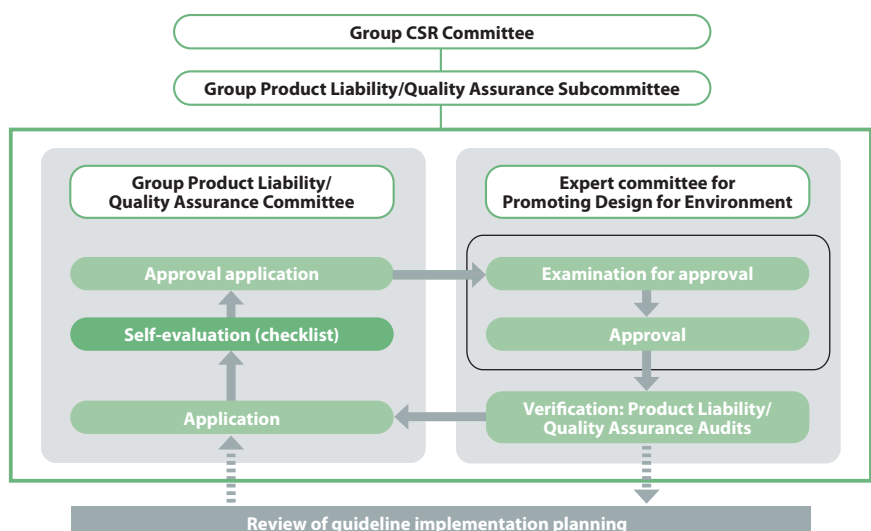 Group CSR Committee
Group Product Liability/Quality Assurance Subcommittee
Group Product Liability/
Quality Assurance Committee
Approval application
Self-evaluation (checklist)
Application
Expert committee for
Promoting Design for Environment
Examination for approval
Approval
Verification: Product Liability/
Quality Assurance Audits
Review of guideline implementation planning